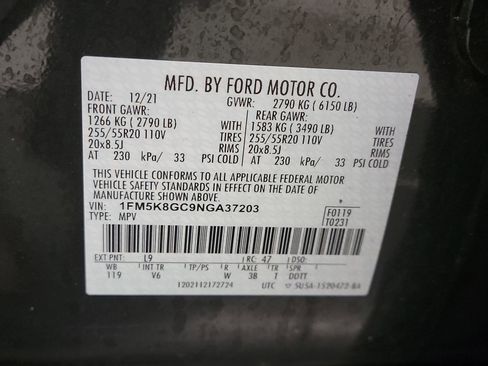 MFD. BY FORD MOTOR CO.
DATE: 12/21 GVWR: 2790 KG ( 6150 LB)
FRONT GAWR: REAR GAWR:
1266 KG ( 2790 LB) WITH 1583 KG ( 3490 LB) WITH
255/55R20 110V TIRES 255/55R20 110V TIRES
20x8.5J RIMS 20x8.5J RIMS
AT 230 kPa/ 33 PSI COLD AT 230 kPa/ 33 PSI COLD
THIS VEHICLE CONFORMS TO ALL APPLICABLE FEDERAL MOTOR
VEHICLE SAFETY STANDARDS IN EFFECT ON THE DATE OF MANUFACTURE
SHOWN ABOVE.
VIN: 1FM5K8GC9NGA37203 F0119
TYPE: MPV T0231
EXT PNT: L9 RC: 47 DSO:
WB INT TR TP/PS R AXLE TR SPR
119 V6 W 3B 1 DDTT
1202112172724 UTC 5U5A-1520472-BA